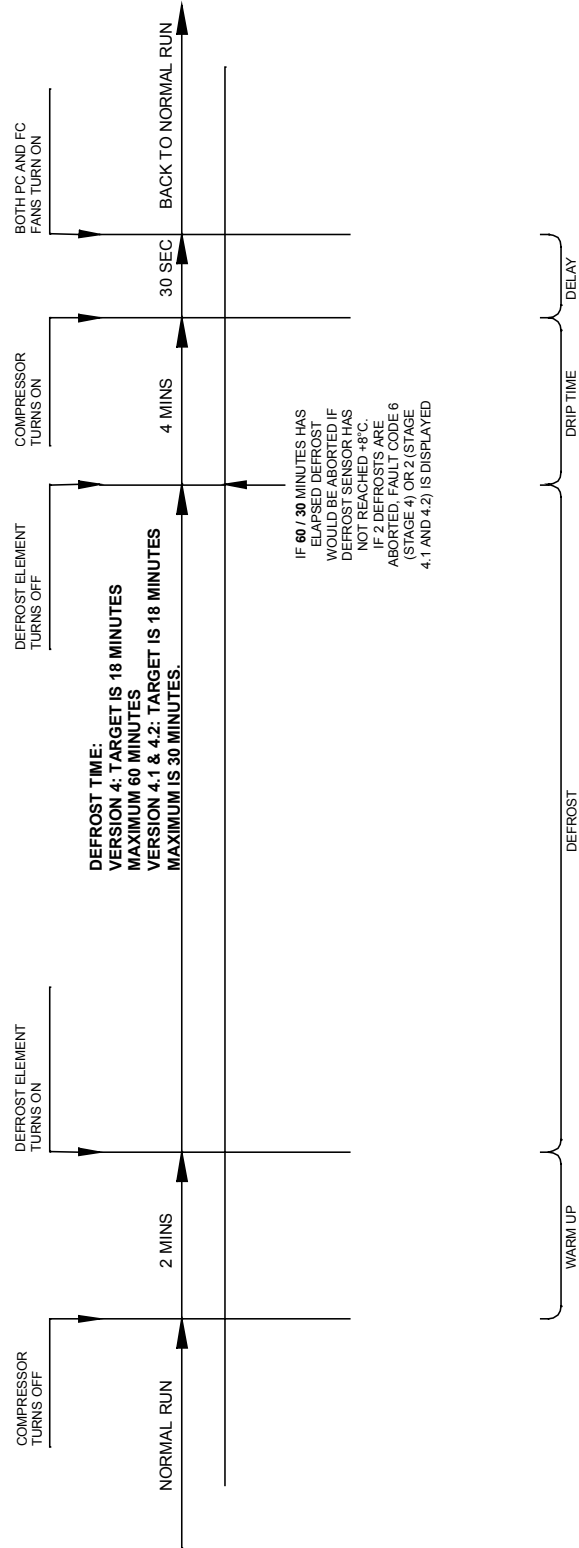 COMPRESSOR
TURNS OFF
DEFROST ELEMENT
TURNS ON
DEFROST ELEMENT
TURNS OFF
COMPRESSOR
TURNS ON
BOTH PC AND FC
FANS TURN ON
NORMAL RUN
2 MINS
DEFROST TIME:
VERSION 4: TARGET IS 18 MINUTES
MAXIMUM 60 MINUTES
VERSION 4.1 & 4.2: TARGET IS 18 MINUTES
MAXIMUM IS 30 MINUTES.
4 MINS
30 SEC
BACK TO NORMAL RUN
IF 60 / 30 MINUTES HAS
ELAPSED DEFROST
WOULD BE ABORTED IF
DEFROST SENSOR HAS
NOT REACHED +8°C.
IF 2 DEFROSTS ARE
ABORTED, FAULT CODE 6
(STAGE 4) OR 2 (STAGE
4.1 AND 4.2) IS DISPLAYED
WARM UP
DEFROST
DRIP TIME
DELAY